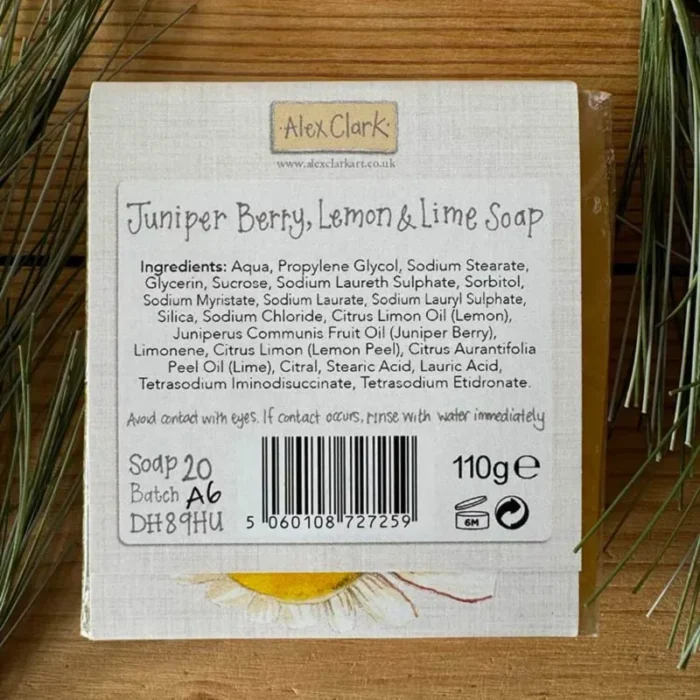 ·Alex Clark·
www.alexclarkart.co.uk
Juniper Berry, Lemon & Lime Soap
Ingredients: Aqua, Propylene Glycol, Sodium Stearate,
Glycerin, Sucrose, Sodium Laureth Sulphate, Sorbitol,
Sodium Myristate, Sodium Laurate, Sodium Lauryl Sulphate,
Silica, Sodium Chloride, Citrus Limon Oil (Lemon),
Juniperus Communis Fruit Oil (Juniper Berry),
Limonene, Citrus Limon (Lemon Peel), Citrus Aurantifolia
Peel Oil (Lime), Citral, Stearic Acid, Lauric Acid,
Tetrasodium Iminodisuccinate, Tetrasodium Etidronate.
Avoid contact with eyes. If contact occurs, rinse with water immediately
Soap 20
Batch A6
DH89HU
5 060108 727259
110g℮
6M